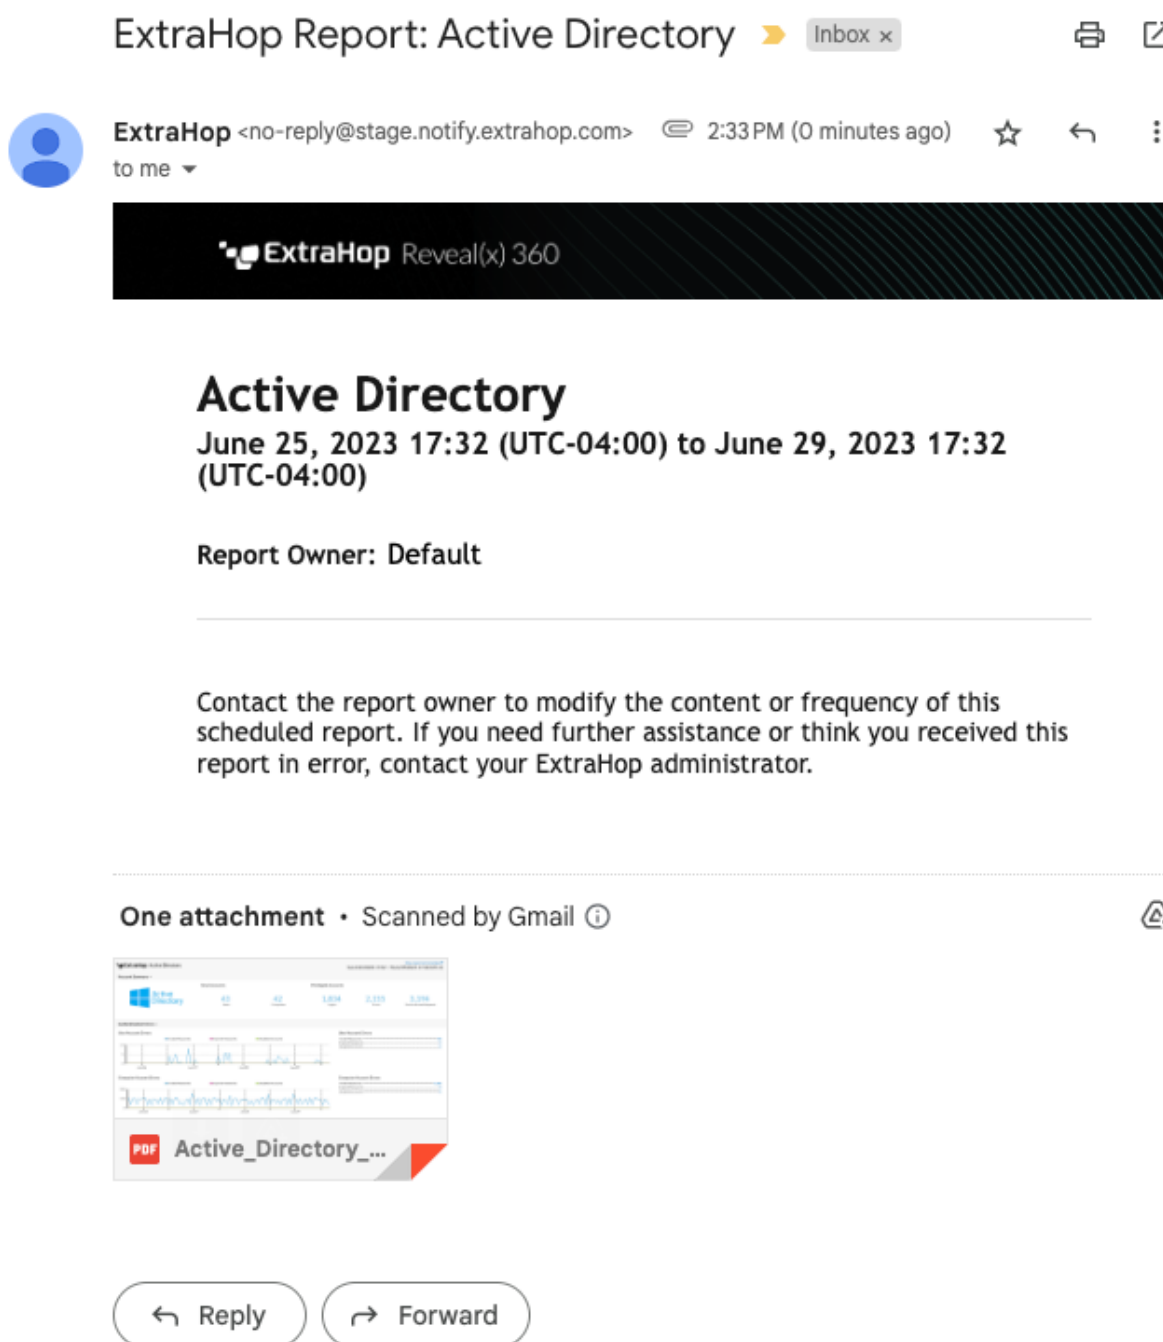 ExtraHop Report: Active Directory Inbox ×
ExtraHop <no-reply@stage.notify.extrahop.com> 2:33 PM (0 minutes ago)
to me
ExtraHop Reveal(x) 360
Active Directory
June 25, 2023 17:32 (UTC-04:00) to June 29, 2023 17:32
(UTC-04:00)
Report Owner: Default
Contact the report owner to modify the content or frequency of this
scheduled report. If you need further assistance or think you received this
report in error, contact your ExtraHop administrator.
One attachment • Scanned by Gmail
Active
Directory
PDF Active_Directory_...
Reply Forward